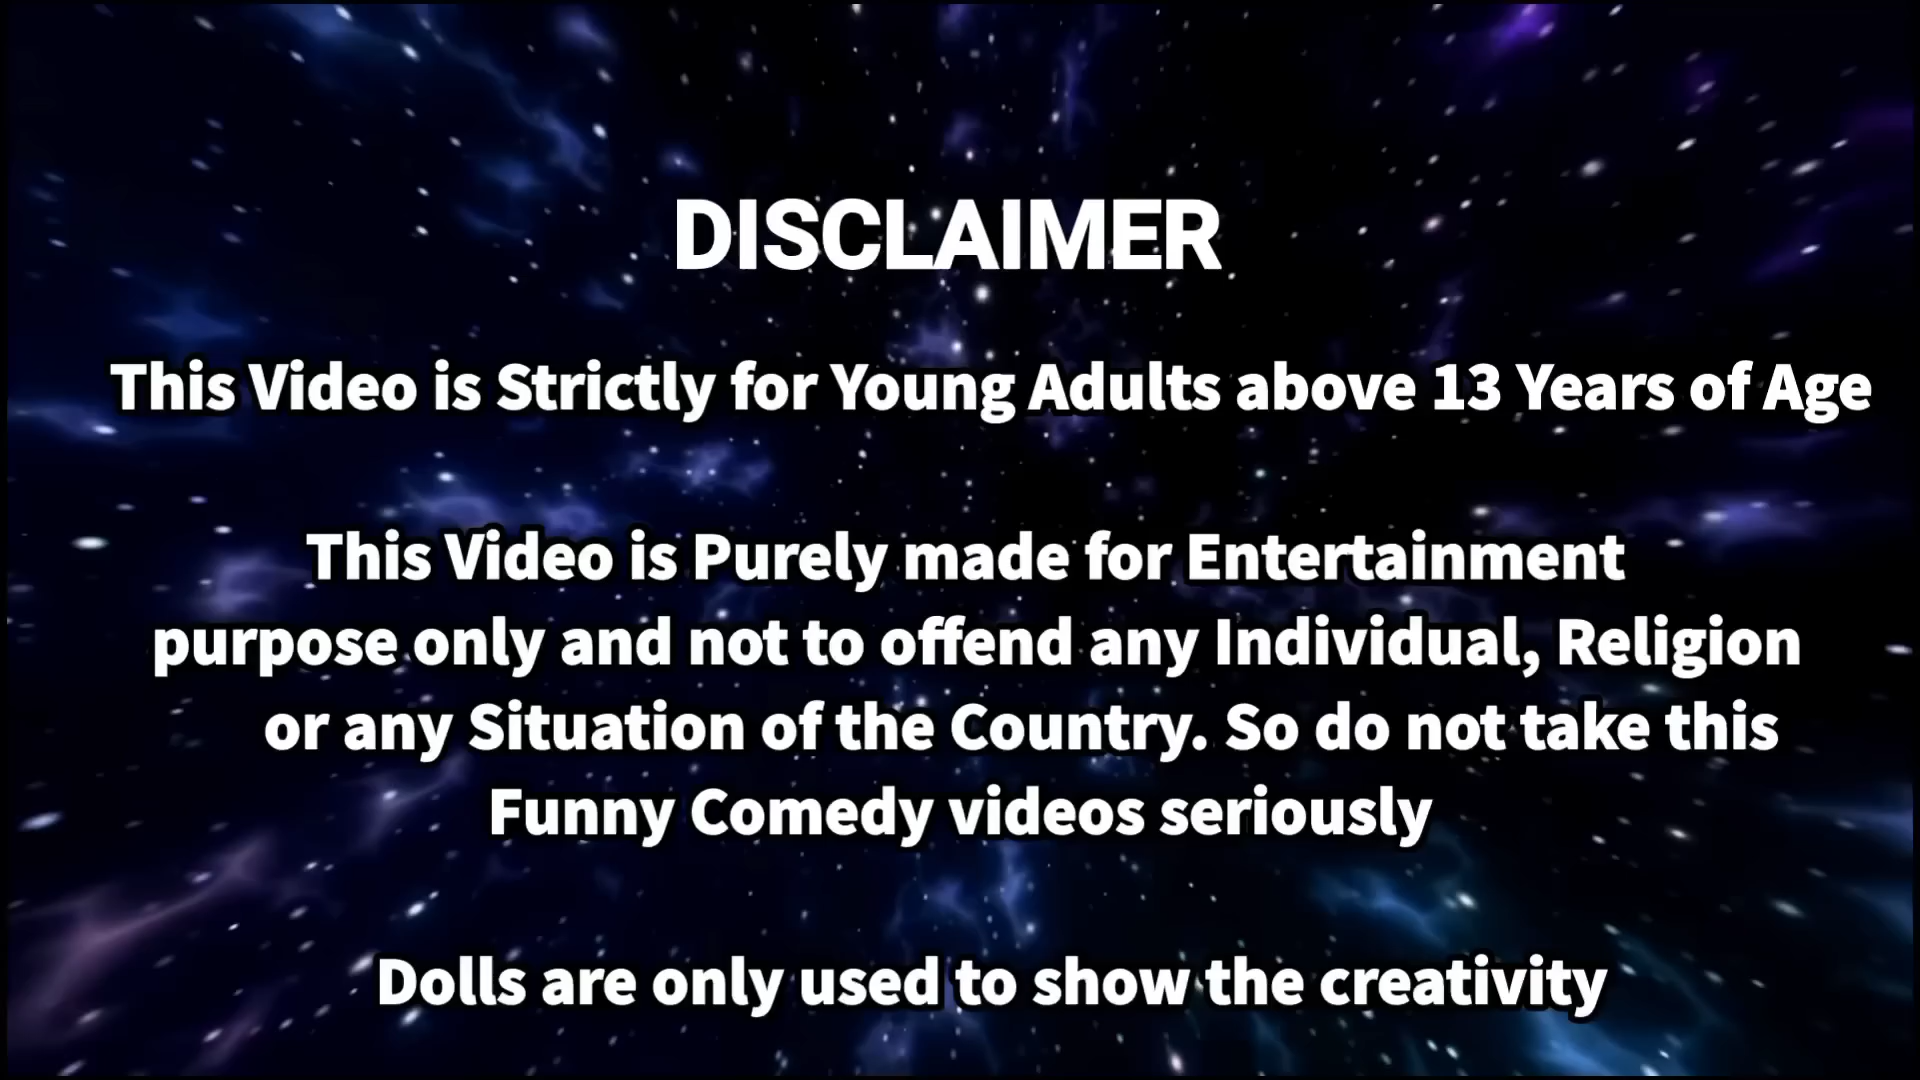 DISCLAIMER
This Video is Strictly for Young Adults above 13 Years of Age
This Video is Purely made for Entertainment
purpose only and not to offend any Individual, Religion
or any Situation of the Country. So do not take this
Funny Comedy videos seriously
Dolls are only used to show the creativity